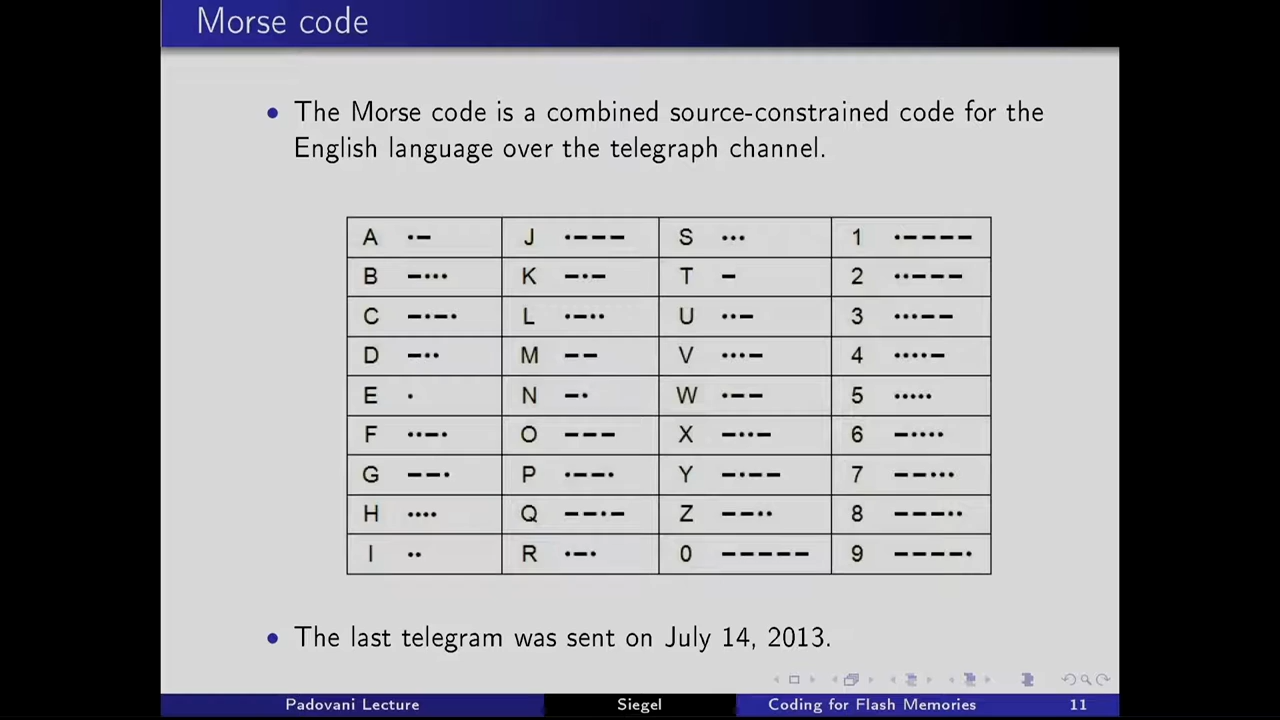 Morse code
• The Morse code is a combined source-constrained code for the
English language over the telegraph channel.
A •– J •––– S ••• 1 •––––
B –••• K –•– T – 2 ••–––
C –•–• L •–•• U ••– 3 •••––
D –•• M –– V •••– 4 ••••–
E • N –• W •–– 5 •••••
F ••–• O ––– X –••– 6 –••••
G ––• P •––• Y –•–– 7 ––•••
H •••• Q ––•– Z ––•• 8 –––••
I •• R •–• 0 ––––– 9 ––––•
• The last telegram was sent on July 14, 2013.
Padovani Lecture Siegel Coding for Flash Memories 11